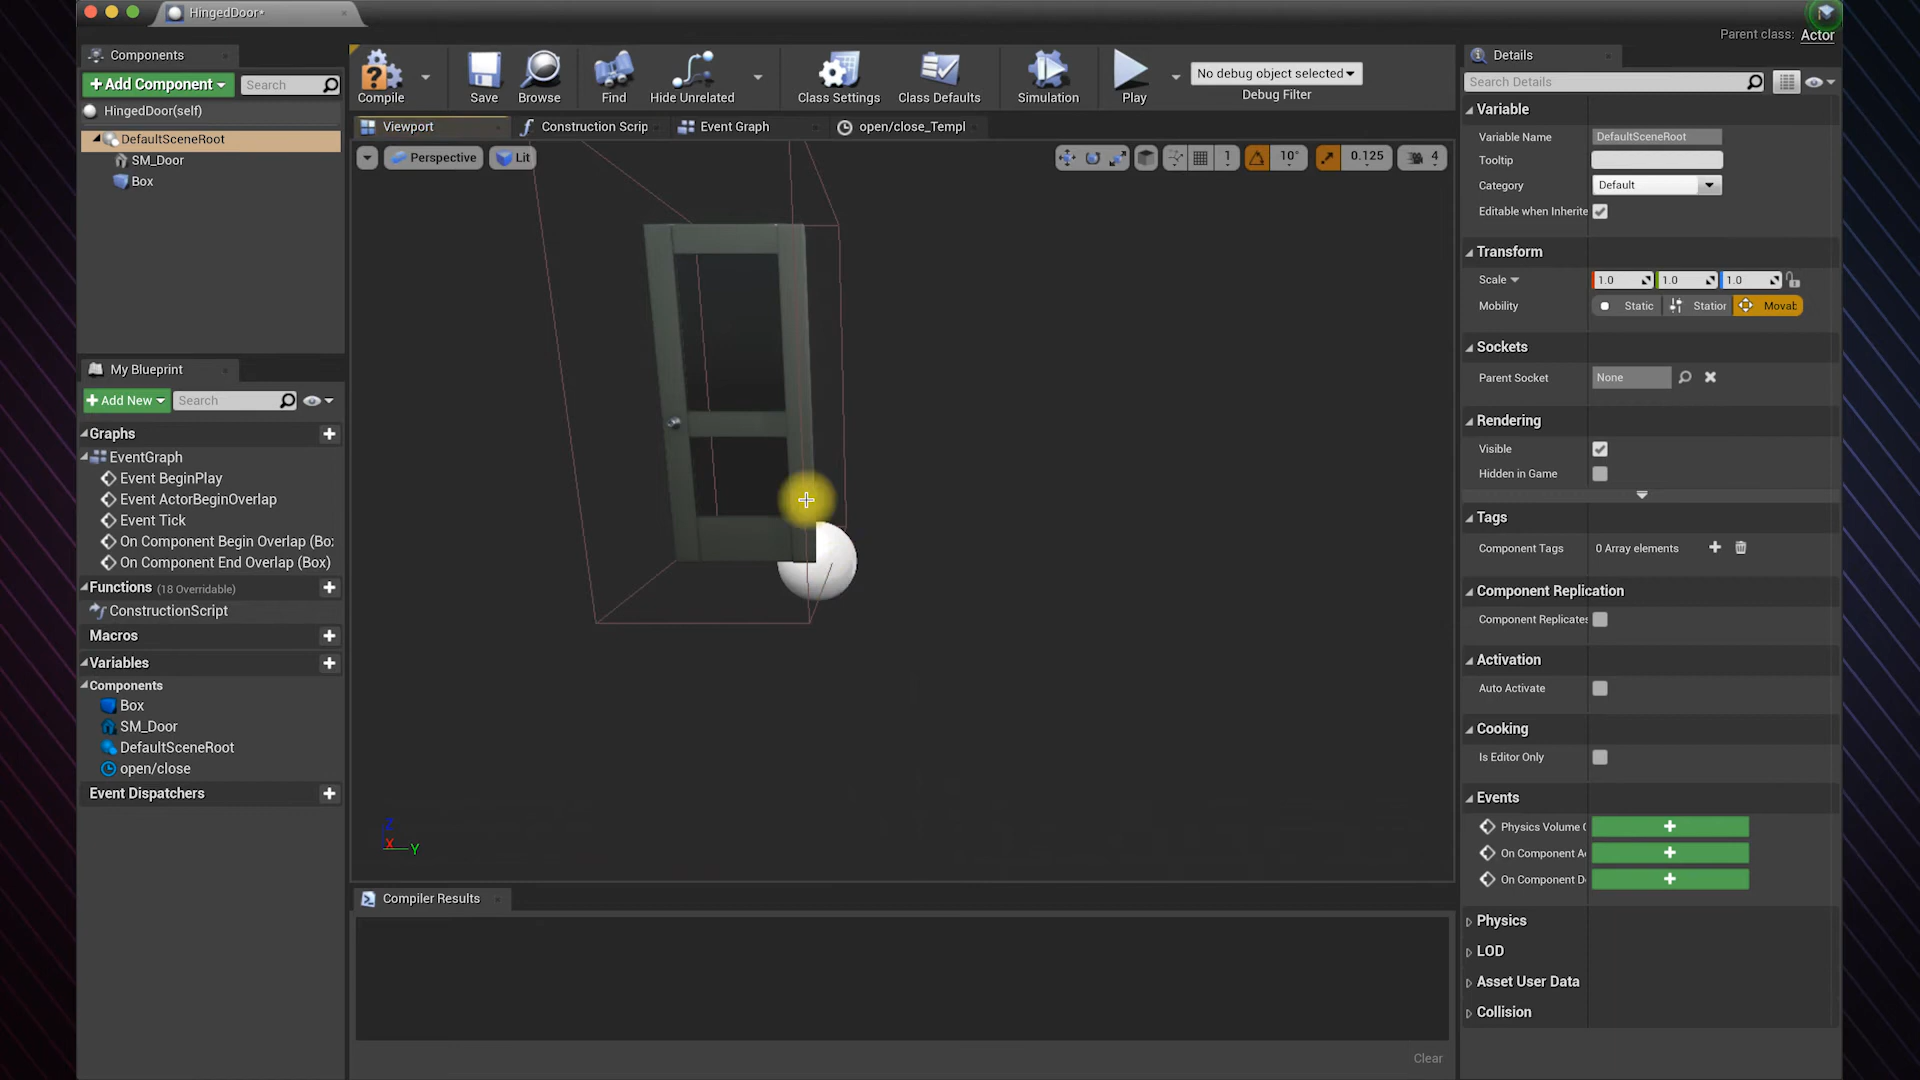 HingedDoor*
Parent class: Actor
Components
+Add Component
Search
HingedDoor(self)
DefaultSceneRoot
SM_Door
Box
Compile
Save
Browse
Find
Hide Unrelated
Class Settings
Class Defaults
Simulation
Play
No debug object selected
Debug Filter
Viewport
Construction Scrip
Event Graph
open/close_Templ
Perspective
Lit
1
10°
0.125
4
Z
X
Y
My Blueprint
+Add New
Search
Graphs
EventGraph
Event BeginPlay
Event ActorBeginOverlap
Event Tick
On Component Begin Overlap (Bo
On Component End Overlap (Box)
Functions (18 Overridable)
ConstructionScript
Macros
Variables
Components
Box
SM_Door
DefaultSceneRoot
open/close
Event Dispatchers
Compiler Results
Clear
Details
Search Details
Variable
Variable Name DefaultSceneRoot
Tooltip
Category Default
Editable when Inherite
Transform
Scale 1.0 1.0 1.0
Mobility Static Station Movab
Sockets
Parent Socket None
Rendering
Visible
Hidden in Game
Tags
Component Tags 0 Array elements
Component Replication
Component Replicates
Activation
Auto Activate
Cooking
Is Editor Only
Events
Physics Volume C
On Component A
On Component D
Physics
LOD
Asset User Data
Collision